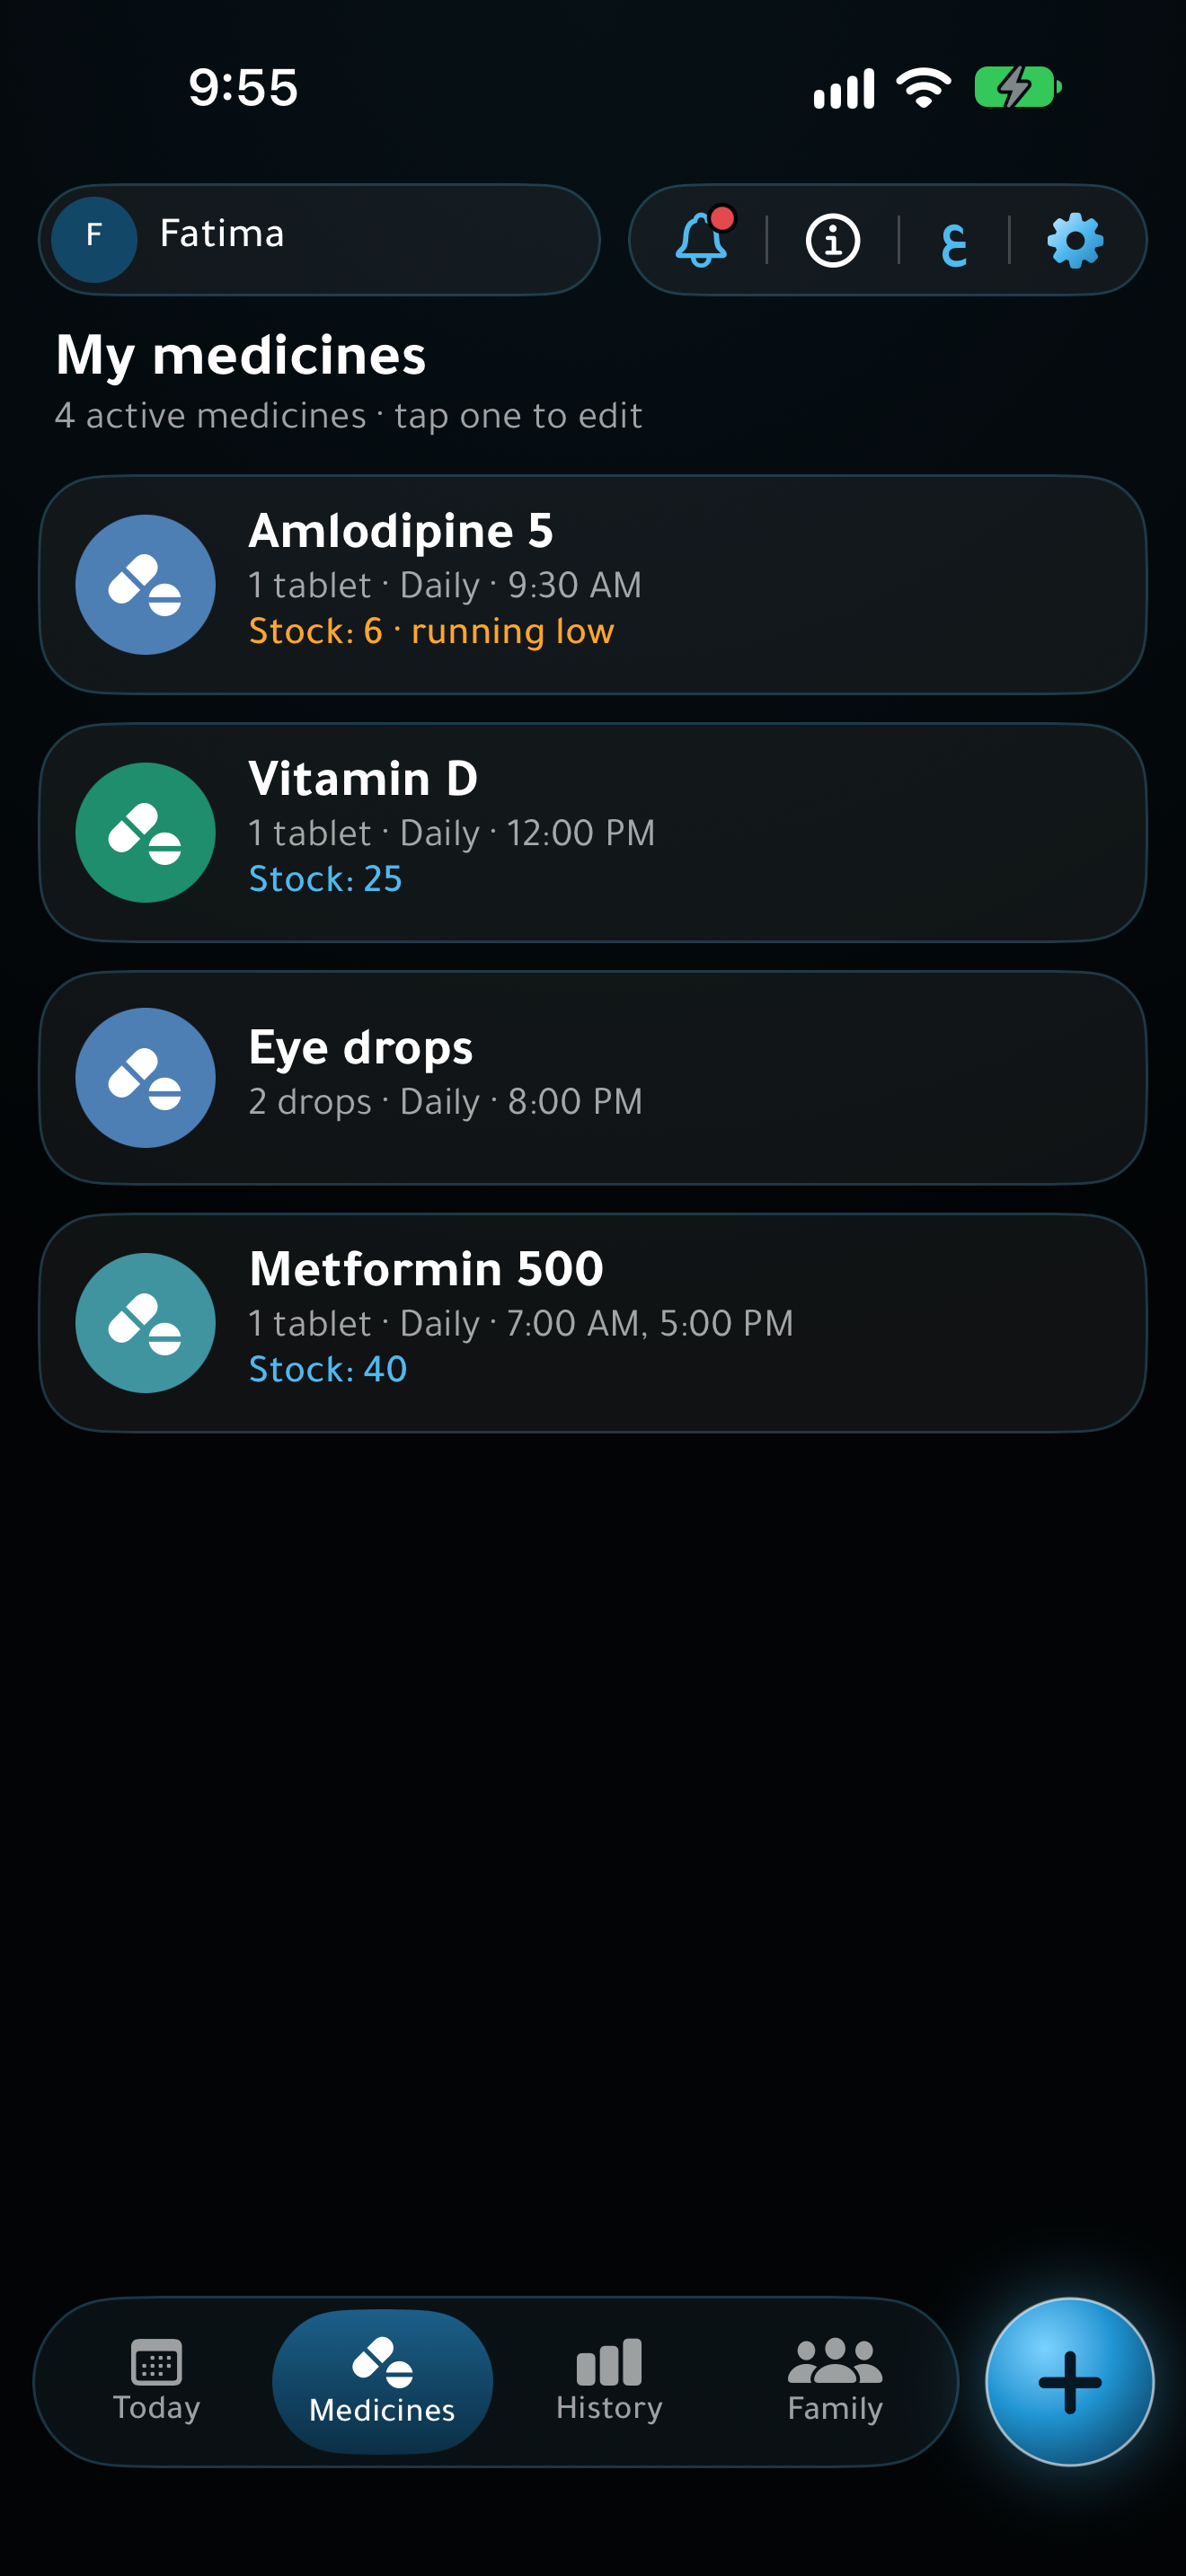 9:55
F Fatima
ع
My medicines
4 active medicines · tap one to edit
Amlodipine 5
1 tablet · Daily · 9:30 AM
Stock: 6 · running low
Vitamin D
1 tablet · Daily · 12:00 PM
Stock: 25
Eye drops
2 drops · Daily · 8:00 PM
Metformin 500
1 tablet · Daily · 7:00 AM, 5:00 PM
Stock: 40
Today Medicines History Family